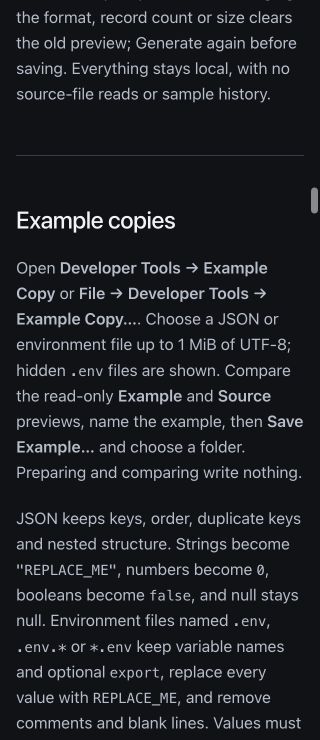 the format, record count or size clears
the old preview; Generate again before
saving. Everything stays local, with no
source-file reads or sample history.
Example copies
Open Developer Tools → Example
Copy or File → Developer Tools →
Example Copy…. Choose a JSON or
environment file up to 1 MiB of UTF-8;
hidden .env files are shown. Compare
the read-only Example and Source
previews, name the example, then Save
Example… and choose a folder.
Preparing and comparing write nothing.
JSON keeps keys, order, duplicate keys
and nested structure. Strings become
"REPLACE_ME", numbers become 0,
booleans become false, and null stays
null. Environment files named .env,
.env.* or *.env keep variable names
and optional export, replace every
value with REPLACE_ME, and remove
comments and blank lines. Values must